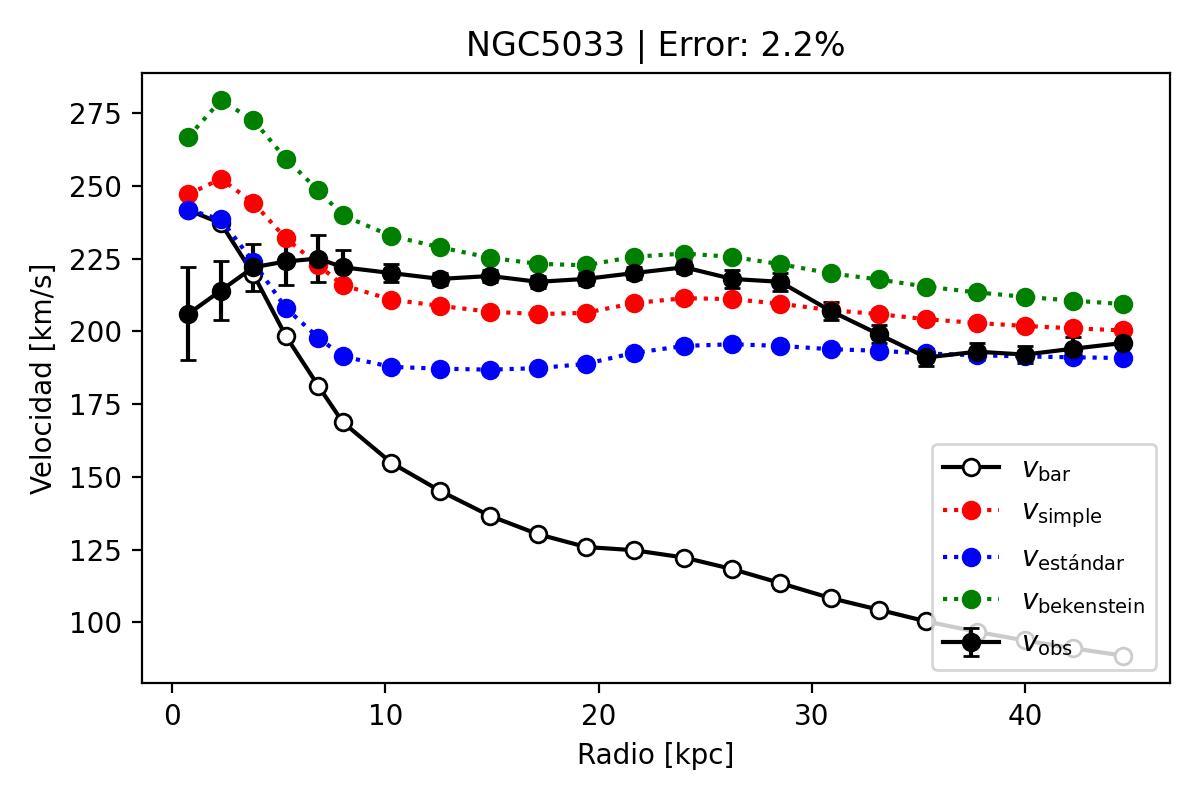 NGC5033 | Error: 2.2%
Velocidad [km/s]
275
250
225
200
175
150
125
100
v_bar
v_simple
v_estándar
v_bekenstein
v_obs
0 10 20 30 40
Radio [kpc]